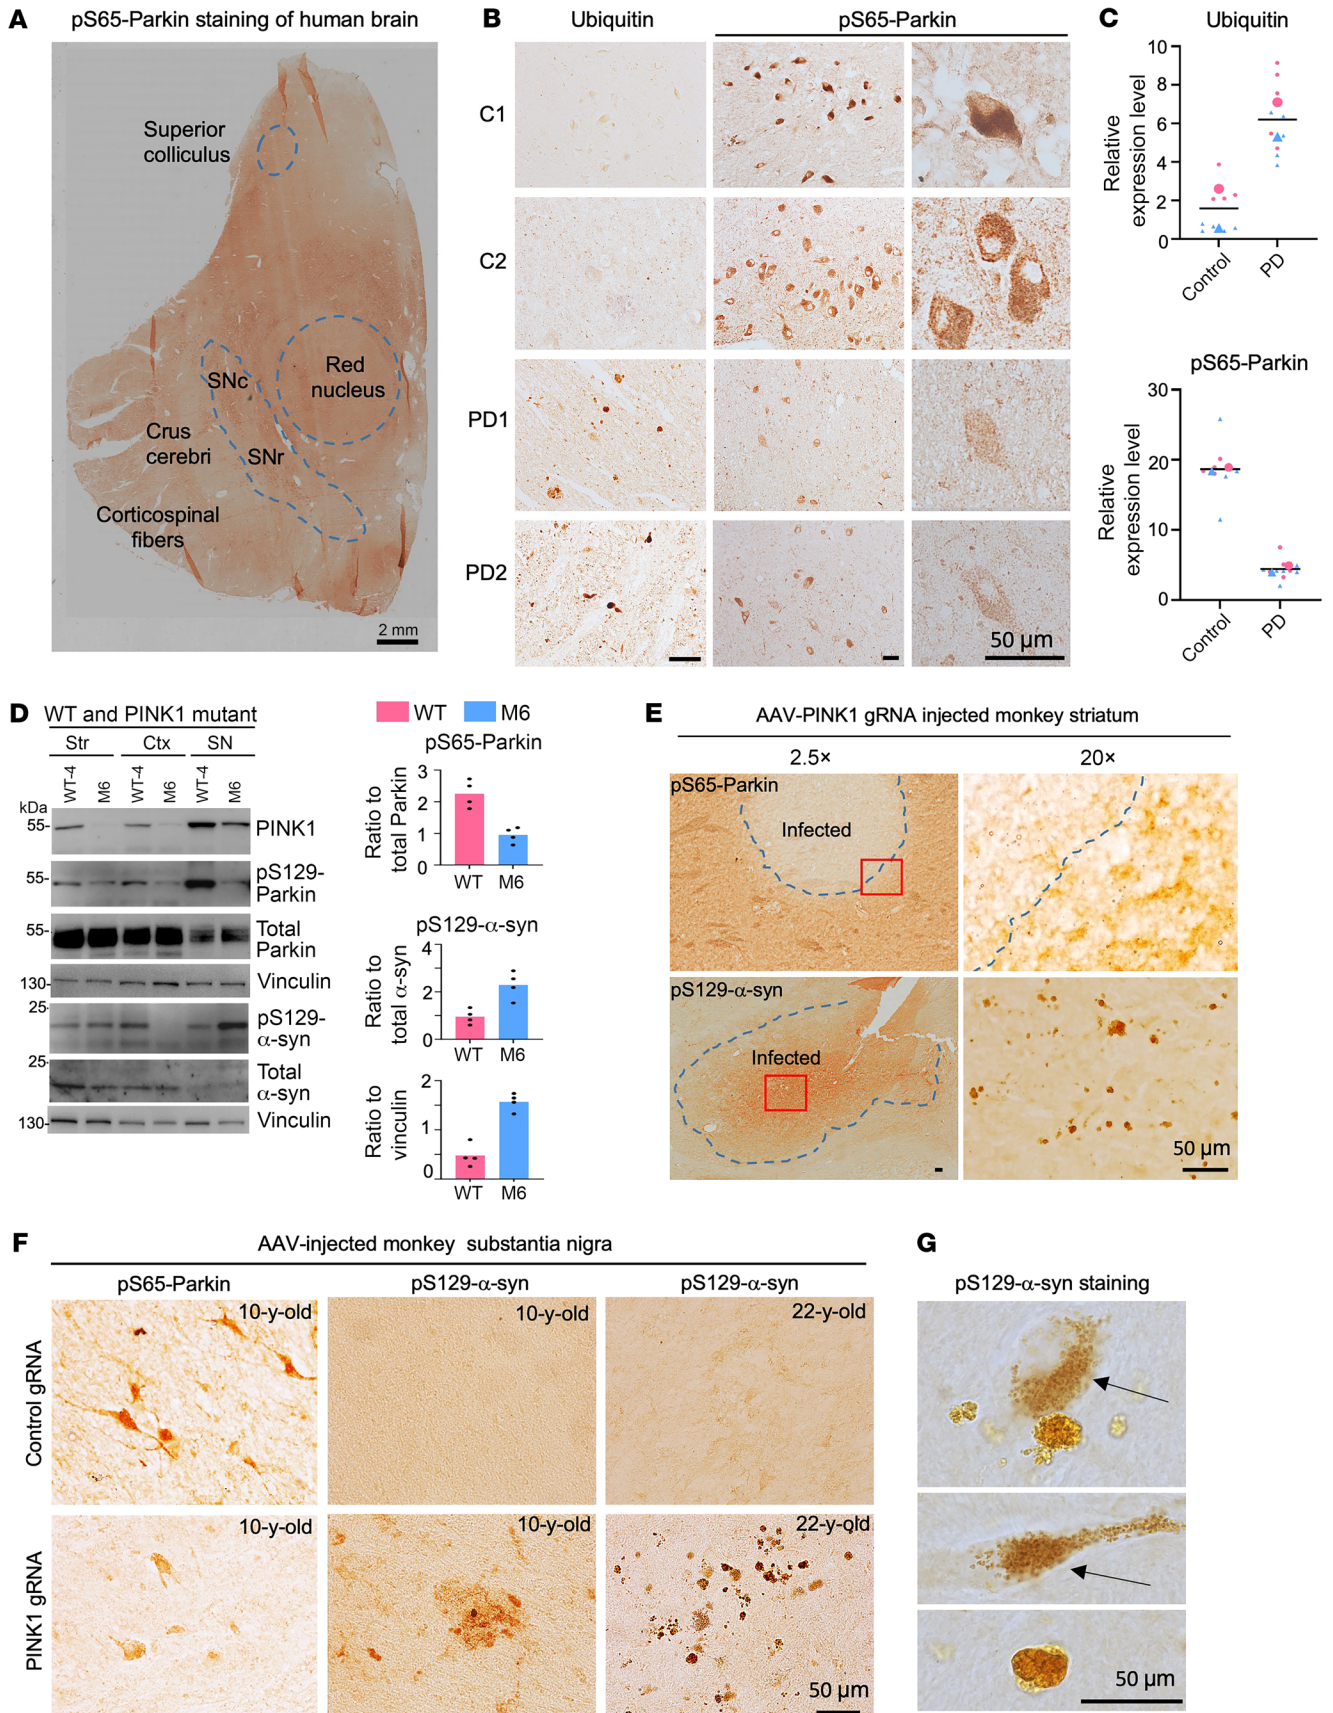 A
pS65-Parkin staining of human brain
Superior
colliculus
SNc
Red
nucleus
Crus
cerebri
SNr
Corticospinal
fibers
2 mm
B
Ubiquitin
pS65-Parkin
C1
C2
PD1
PD2
50 µm
C
Ubiquitin
Relative
expression level
10
8
6
4
2
0
Control
PD
pS65-Parkin
Relative
expression level
30
20
10
0
Control
PD
D
WT and PINK1 mutant
Str
Ctx
SN
WT-4
M6
WT-4
M6
WT-4
M6
kDa
55-
PINK1
55-
pS129-
Parkin
55-
Total
Parkin
130-
Vinculin
25-
pS129-
α-syn
25-
Total
α-syn
130-
Vinculin
WT
M6
pS65-Parkin
Ratio to
total Parkin
3
2
1
0
WT
M6
pS129-α-syn
Ratio to
total α-syn
4
2
0
WT
M6
Ratio to
vinculin
2
1
0
WT
M6
E
AAV-PINK1 gRNA injected monkey striatum
2.5×
20×
pS65-Parkin
Infected
pS129-α-syn
Infected
50 µm
F
AAV-injected monkey substantia nigra
pS65-Parkin
pS129-α-syn
pS129-α-syn
Control gRNA
10-y-old
10-y-old
22-y-old
PINK1 gRNA
10-y-old
10-y-old
22-y-old
50 µm
G
pS129-α-syn staining
50 µm